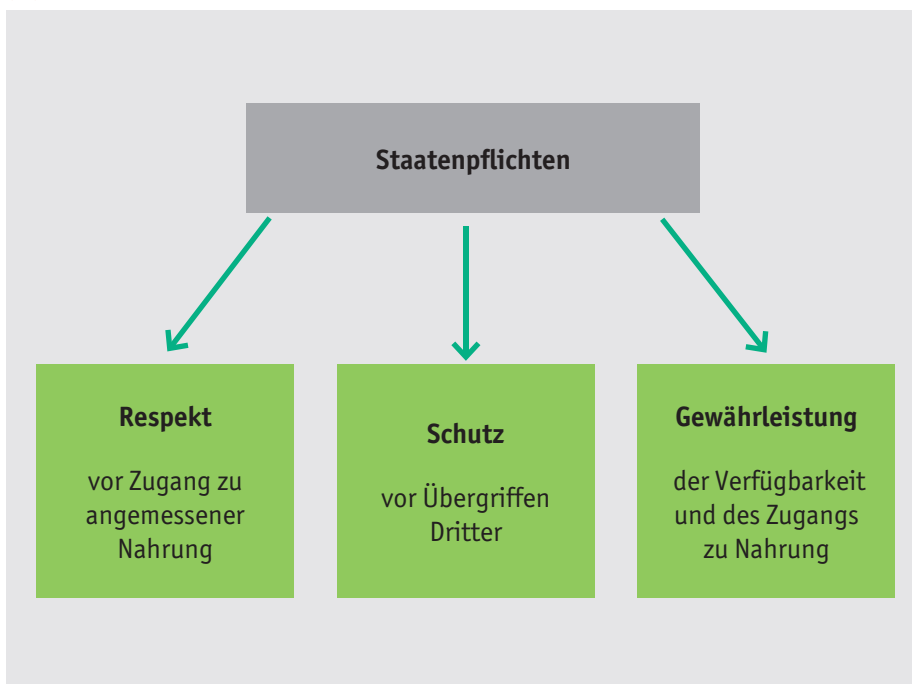 Staatenpflichten
Respekt
vor Zugang zu
angemessener
Nahrung
Schutz
vor Übergriffen
Dritter
Gewährleistung
der Verfügbarkeit
und des Zugangs
zu Nahrung